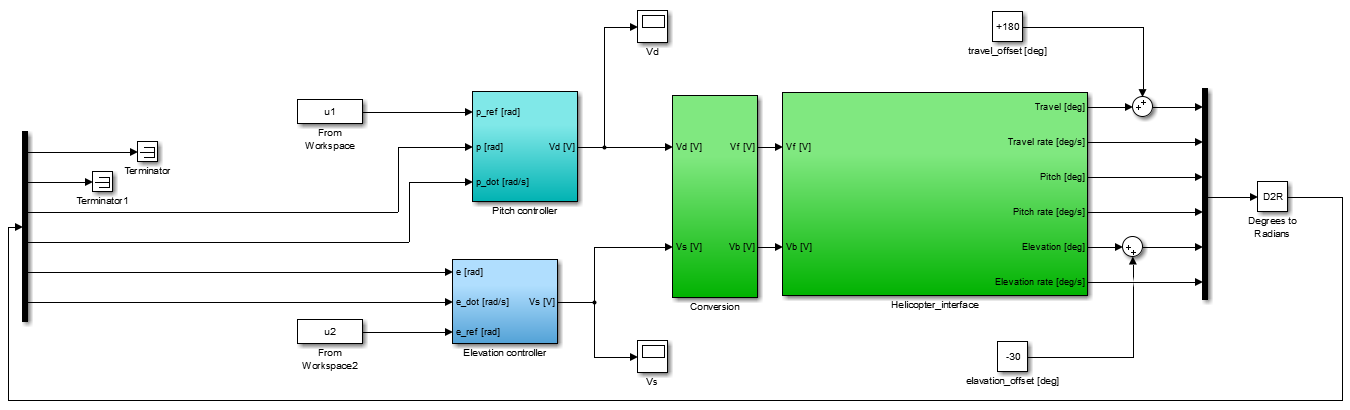 +180
travel_offset [deg]
Vd
u1
From
Workspace
p_ref [rad]
p [rad]
p_dot [rad/s]
Vd [V]
Pitch controller
Terminator
Terminator1
Vd [V]
Vs [V]
Vf [V]
Vb [V]
Conversion
Vf [V]
Vb [V]
Travel [deg]
Travel rate [deg/s]
Pitch [deg]
Pitch rate [deg/s]
Elevation [deg]
Elevation rate [deg/s]
Helicopter_interface
D2R
Degrees to
Radians
e [rad]
e_dot [rad/s]
e_ref [rad]
Vs [V]
Elevation controller
u2
From
Workspace2
Vs
-30
elavation_offset [deg]